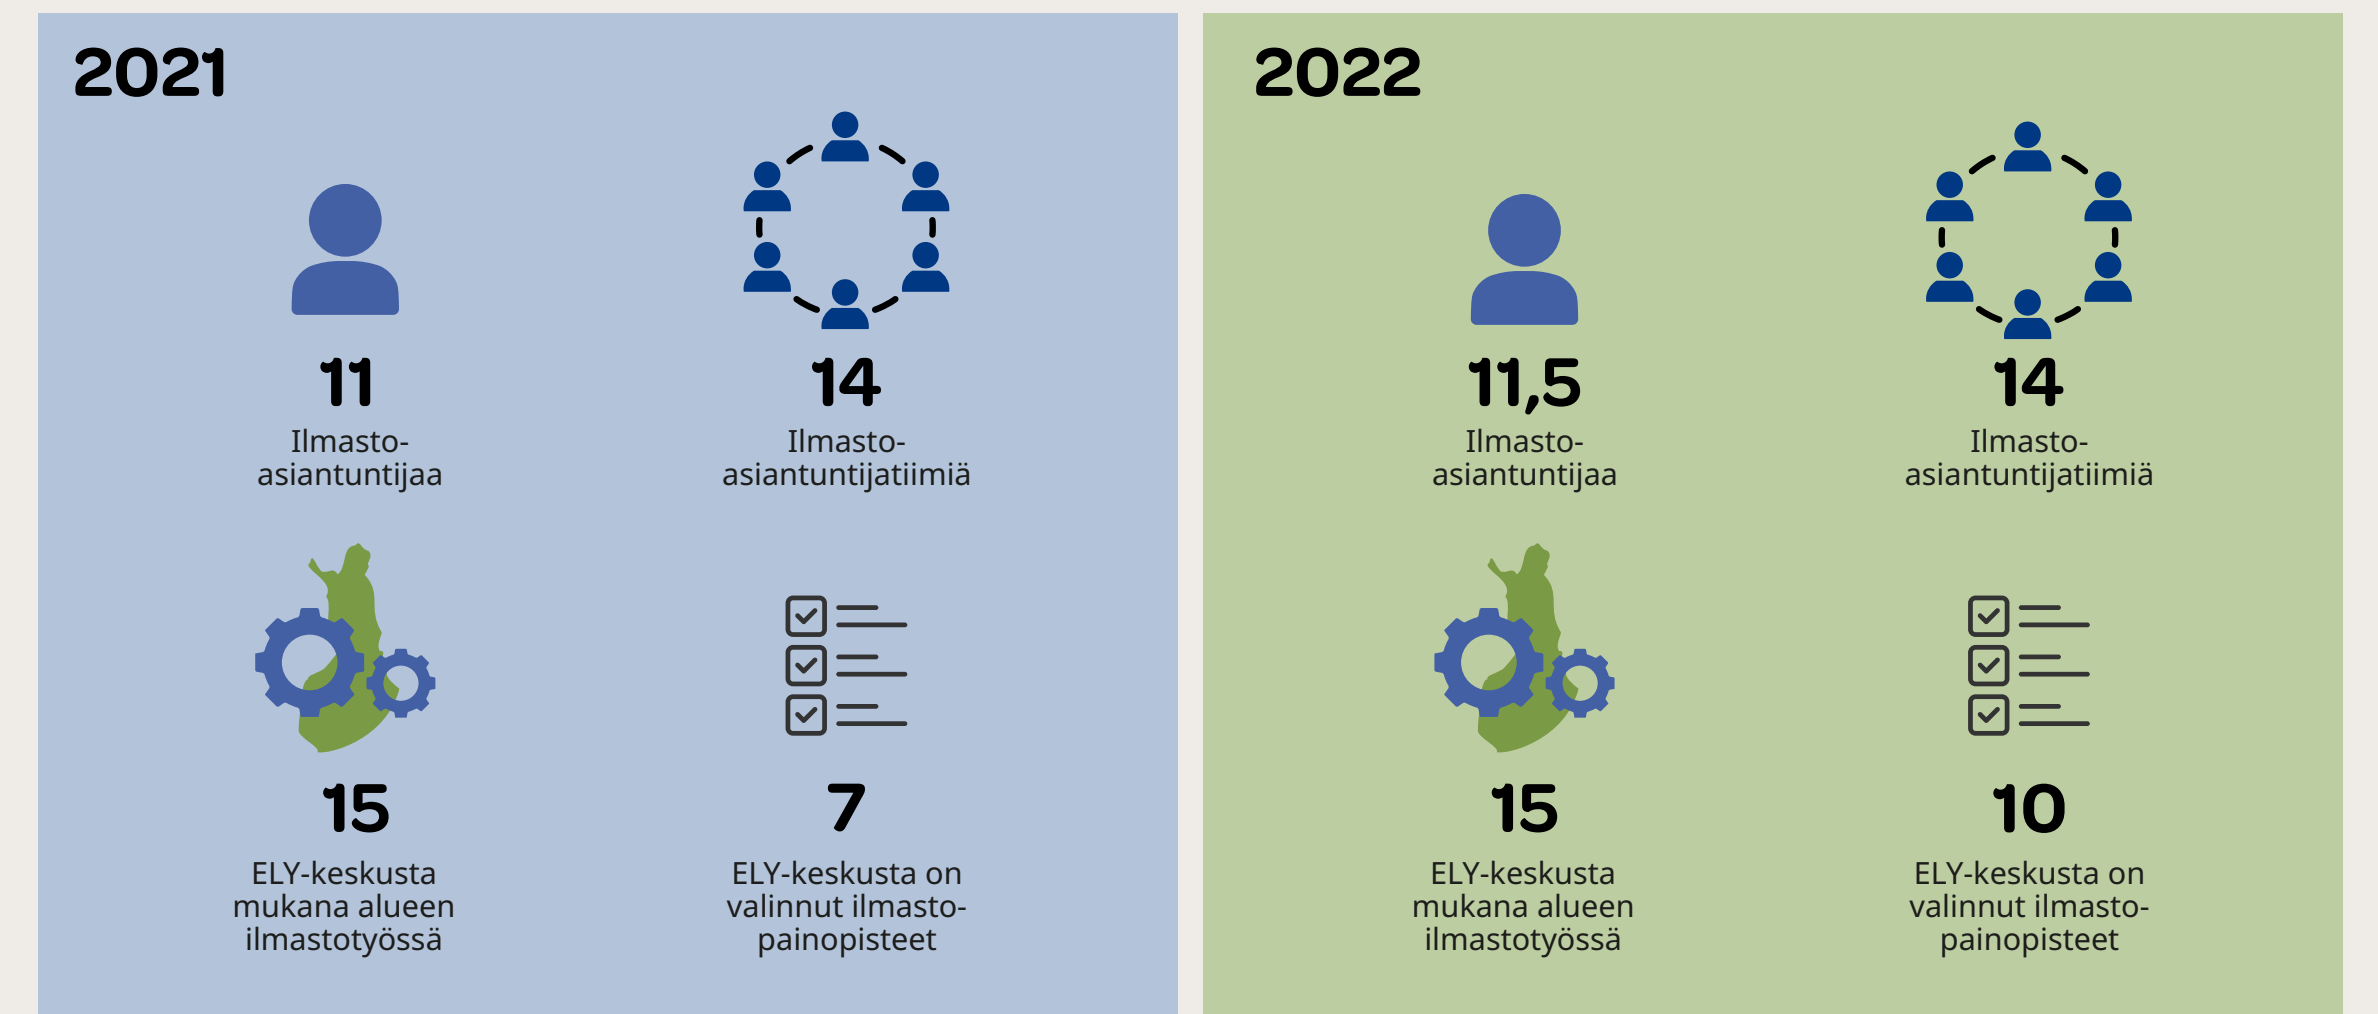 2021
11
Ilmasto-
asiantuntijaa
14
Ilmasto-
asiantuntijatiimiä
15
ELY-keskusta
mukana alueen
ilmastotyössä
7
ELY-keskusta on
valinnut ilmasto-
painopisteet
2022
11,5
Ilmasto-
asiantuntijaa
14
Ilmasto-
asiantuntijatiimiä
15
ELY-keskusta
mukana alueen
ilmastotyössä
10
ELY-keskusta on
valinnut ilmasto-
painopisteet